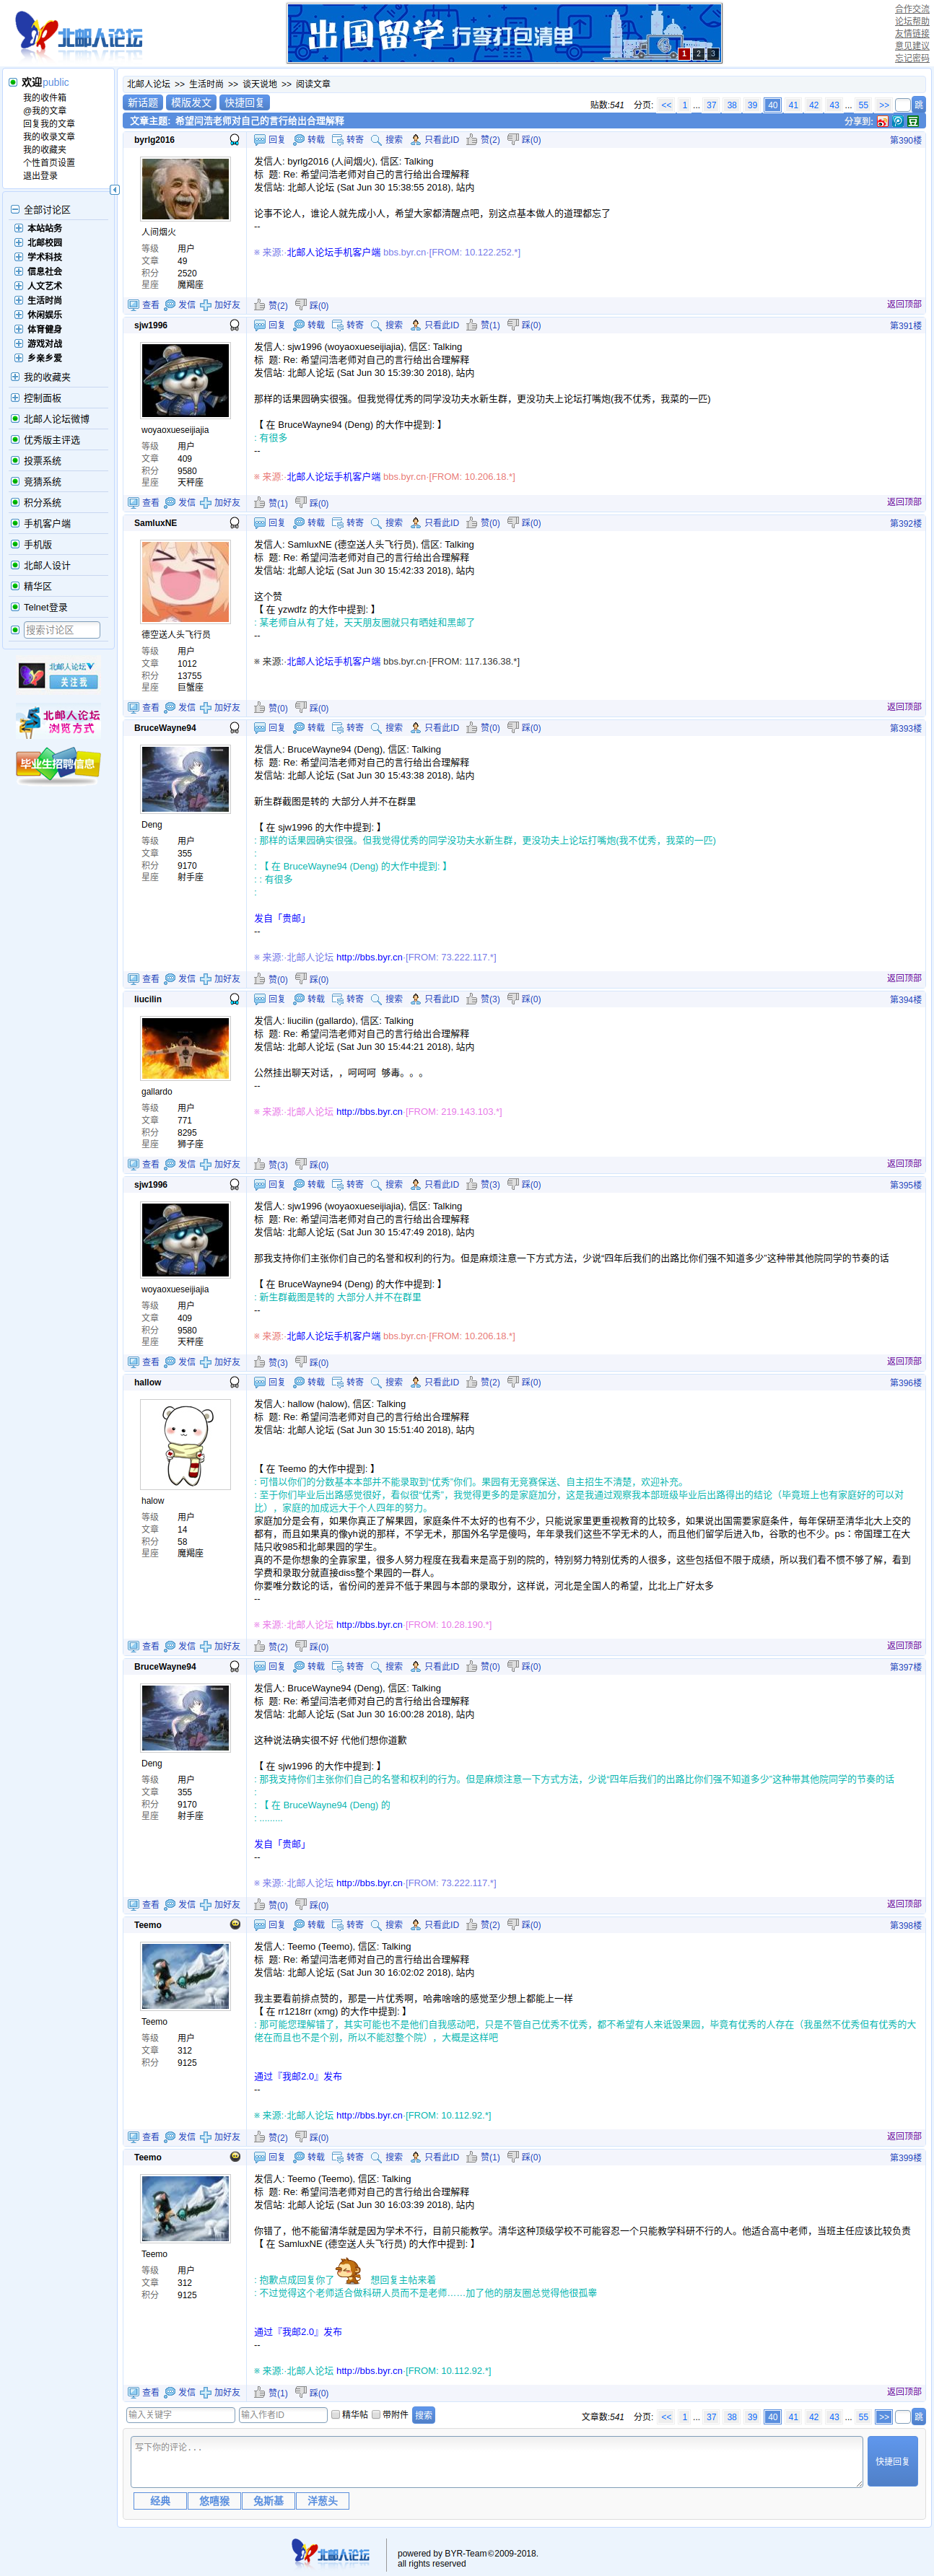 北邮人论坛
出国留学 行李打包清单
1 2 3
合作交流
论坛帮助
友情链接
意见建议
忘记密码
欢迎public
我的收件箱
@我的文章
回复我的文章
我的收录文章
我的收藏夹
个性首页设置
退出登录
全部讨论区
本站站务
北邮校园
学术科技
信息社会
人文艺术
生活时尚
休闲娱乐
体育健身
游戏对战
乡亲乡爱
我的收藏夹
控制面板
北邮人论坛微博
优秀版主评选
投票系统
竞猜系统
积分系统
手机客户端
手机版
北邮人设计
精华区
Telnet登录
搜索讨论区
北邮人论坛
关注我
北邮人论坛
浏览方式
毕业生招聘信息
北邮人论坛 >> 生活时尚 >> 谈天说地 >> 阅读文章
新话题 模版发文 快捷回复
贴数:541 分页: << 1 ... 37 38 39 40 41 42 43 ... 55 >> 跳
文章主题: 希望闫浩老师对自己的言行给出合理解释 分享到:
byrlg2016 回复 转载 转寄 搜索 只看此ID 赞(2) 踩(0) 第390楼
人间烟火
等级 用户
文章 49
积分 2520
星座 魔羯座
发信人: byrlg2016 (人间烟火), 信区: Talking
标  题: Re: 希望闫浩老师对自己的言行给出合理解释
发信站: 北邮人论坛 (Sat Jun 30 15:38:55 2018), 站内
论事不论人，谁论人就先成小人，希望大家都清醒点吧，别这点基本做人的道理都忘了
--
※ 来源:·北邮人论坛手机客户端 bbs.byr.cn·[FROM: 10.122.252.*]
查看 发信 加好友 赞(2) 踩(0) 返回顶部
sjw1996 回复 转载 转寄 搜索 只看此ID 赞(1) 踩(0) 第391楼
woyaoxueseijiajia
等级 用户
文章 409
积分 9580
星座 天秤座
发信人: sjw1996 (woyaoxueseijiajia), 信区: Talking
标  题: Re: 希望闫浩老师对自己的言行给出合理解释
发信站: 北邮人论坛 (Sat Jun 30 15:39:30 2018), 站内
那样的话果园确实很强。但我觉得优秀的同学没功夫水新生群，更没功夫上论坛打嘴炮(我不优秀，我菜的一匹)
【 在 BruceWayne94 (Deng) 的大作中提到: 】
: 有很多
--
※ 来源:·北邮人论坛手机客户端 bbs.byr.cn·[FROM: 10.206.18.*]
查看 发信 加好友 赞(1) 踩(0) 返回顶部
SamluxNE 回复 转载 转寄 搜索 只看此ID 赞(0) 踩(0) 第392楼
德空送人头飞行员
等级 用户
文章 1012
积分 13755
星座 巨蟹座
发信人: SamluxNE (德空送人头飞行员), 信区: Talking
标  题: Re: 希望闫浩老师对自己的言行给出合理解释
发信站: 北邮人论坛 (Sat Jun 30 15:42:33 2018), 站内
这个赞
【 在 yzwdfz 的大作中提到: 】
: 某老师自从有了娃，天天朋友圈就只有晒娃和黑邮了
--
※ 来源:·北邮人论坛手机客户端 bbs.byr.cn·[FROM: 117.136.38.*]
查看 发信 加好友 赞(0) 踩(0) 返回顶部
BruceWayne94 回复 转载 转寄 搜索 只看此ID 赞(0) 踩(0) 第393楼
Deng
等级 用户
文章 355
积分 9170
星座 射手座
发信人: BruceWayne94 (Deng), 信区: Talking
标  题: Re: 希望闫浩老师对自己的言行给出合理解释
发信站: 北邮人论坛 (Sat Jun 30 15:43:38 2018), 站内
新生群截图是转的 大部分人并不在群里
【 在 sjw1996 的大作中提到: 】
: 那样的话果园确实很强。但我觉得优秀的同学没功夫水新生群，更没功夫上论坛打嘴炮(我不优秀，我菜的一匹)
:
: 【 在 BruceWayne94 (Deng) 的大作中提到: 】
: : 有很多
:
发自「贵邮」
--
※ 来源:·北邮人论坛 http://bbs.byr.cn·[FROM: 73.222.117.*]
查看 发信 加好友 赞(0) 踩(0) 返回顶部
liucilin 回复 转载 转寄 搜索 只看此ID 赞(3) 踩(0) 第394楼
gallardo
等级 用户
文章 771
积分 8295
星座 狮子座
发信人: liucilin (gallardo), 信区: Talking
标  题: Re: 希望闫浩老师对自己的言行给出合理解释
发信站: 北邮人论坛 (Sat Jun 30 15:44:21 2018), 站内
公然挂出聊天对话，，呵呵呵  够毒。。。
--
※ 来源:·北邮人论坛 http://bbs.byr.cn·[FROM: 219.143.103.*]
查看 发信 加好友 赞(3) 踩(0) 返回顶部
sjw1996 回复 转载 转寄 搜索 只看此ID 赞(3) 踩(0) 第395楼
woyaoxueseijiajia
等级 用户
文章 409
积分 9580
星座 天秤座
发信人: sjw1996 (woyaoxueseijiajia), 信区: Talking
标  题: Re: 希望闫浩老师对自己的言行给出合理解释
发信站: 北邮人论坛 (Sat Jun 30 15:47:49 2018), 站内
那我支持你们主张你们自己的名誉和权利的行为。但是麻烦注意一下方式方法，少说“四年后我们的出路比你们强不知道多少”这种带其他院同学的节奏的话
【 在 BruceWayne94 (Deng) 的大作中提到: 】
: 新生群截图是转的 大部分人并不在群里
--
※ 来源:·北邮人论坛手机客户端 bbs.byr.cn·[FROM: 10.206.18.*]
查看 发信 加好友 赞(3) 踩(0) 返回顶部
hallow 回复 转载 转寄 搜索 只看此ID 赞(2) 踩(0) 第396楼
halow
等级 用户
文章 14
积分 58
星座 魔羯座
发信人: hallow (halow), 信区: Talking
标  题: Re: 希望闫浩老师对自己的言行给出合理解释
发信站: 北邮人论坛 (Sat Jun 30 15:51:40 2018), 站内
【 在 Teemo 的大作中提到: 】
: 可惜以你们的分数基本本部并不能录取到“优秀”你们。果园有无竞赛保送、自主招生不清楚，欢迎补充。
: 至于你们毕业后出路感觉很好，看似很“优秀”，我觉得更多的是家庭加分，这是我通过观察我本部班级毕业后出路得出的结论（毕竟班上也有家庭好的可以对
比），家庭的加成远大于个人四年的努力。
家庭加分是会有，如果你真正了解果园，家庭条件不太好的也有不少，只能说家里更重视教育的比较多，如果说出国需要家庭条件，每年保研至清华北大上交的
都有，而且如果真的像yh说的那样，不学无术，那国外名学是傻吗，年年录我们这些不学无术的人，而且他们留学后进入fb，谷歌的也不少。ps：帝国理工在大
陆只收985和北邮果园的学生。
真的不是你想象的全靠家里，很多人努力程度在我看来是高于别的院的，特别努力特别优秀的人很多，这些包括但不限于成绩，所以我们看不惯不够了解，看到
学费和录取分就直接diss整个果园的一群人。
你要唯分数论的话，省份间的差异不低于果园与本部的录取分，这样说，河北是全国人的希望，比北上广好太多
--
※ 来源:·北邮人论坛 http://bbs.byr.cn·[FROM: 10.28.190.*]
查看 发信 加好友 赞(2) 踩(0) 返回顶部
BruceWayne94 回复 转载 转寄 搜索 只看此ID 赞(0) 踩(0) 第397楼
Deng
等级 用户
文章 355
积分 9170
星座 射手座
发信人: BruceWayne94 (Deng), 信区: Talking
标  题: Re: 希望闫浩老师对自己的言行给出合理解释
发信站: 北邮人论坛 (Sat Jun 30 16:00:28 2018), 站内
这种说法确实很不好 代他们想你道歉
【 在 sjw1996 的大作中提到: 】
: 那我支持你们主张你们自己的名誉和权利的行为。但是麻烦注意一下方式方法，少说“四年后我们的出路比你们强不知道多少”这种带其他院同学的节奏的话
:
: 【 在 BruceWayne94 (Deng) 的
: .........
发自「贵邮」
--
※ 来源:·北邮人论坛 http://bbs.byr.cn·[FROM: 73.222.117.*]
查看 发信 加好友 赞(0) 踩(0) 返回顶部
Teemo 回复 转载 转寄 搜索 只看此ID 赞(2) 踩(0) 第398楼
Teemo
等级 用户
文章 312
积分 9125
发信人: Teemo (Teemo), 信区: Talking
标  题: Re: 希望闫浩老师对自己的言行给出合理解释
发信站: 北邮人论坛 (Sat Jun 30 16:02:02 2018), 站内
我主要看前排点赞的，那是一片优秀啊，哈弗啥啥的感觉至少想上都能上一样
【 在 rr1218rr (xmg) 的大作中提到: 】
: 那可能您理解错了，其实可能也不是他们自我感动吧，只是不管自己优秀不优秀，都不希望有人来诋毁果园，毕竟有优秀的人存在（我虽然不优秀但有优秀的大
佬在而且也不是个别，所以不能怼整个院），大概是这样吧
通过『我邮2.0』发布
--
※ 来源:·北邮人论坛 http://bbs.byr.cn·[FROM: 10.112.92.*]
查看 发信 加好友 赞(2) 踩(0) 返回顶部
Teemo 回复 转载 转寄 搜索 只看此ID 赞(1) 踩(0) 第399楼
Teemo
等级 用户
文章 312
积分 9125
发信人: Teemo (Teemo), 信区: Talking
标  题: Re: 希望闫浩老师对自己的言行给出合理解释
发信站: 北邮人论坛 (Sat Jun 30 16:03:39 2018), 站内
你错了，他不能留清华就是因为学术不行，目前只能教学。清华这种顶级学校不可能容忍一个只能教学科研不行的人。他适合高中老师，当班主任应该比较负责
【 在 SamluxNE (德空送人头飞行员) 的大作中提到: 】
: 抱歉点成回复你了 想回复主帖来着
: 不过觉得这个老师适合做科研人员而不是老师……加了他的朋友圈总觉得他很孤辜
通过『我邮2.0』发布
--
※ 来源:·北邮人论坛 http://bbs.byr.cn·[FROM: 10.112.92.*]
查看 发信 加好友 赞(1) 踩(0) 返回顶部
输入关键字 输入作者ID 精华帖 带附件 搜索
文章数:541 分页: << 1 ... 37 38 39 40 41 42 43 ... 55 >> 跳
写下你的评论...
快捷回复
经典 悠嘻猴 兔斯基 洋葱头
北邮人论坛
powered by BYR-Team©2009-2018.
all rights reserved